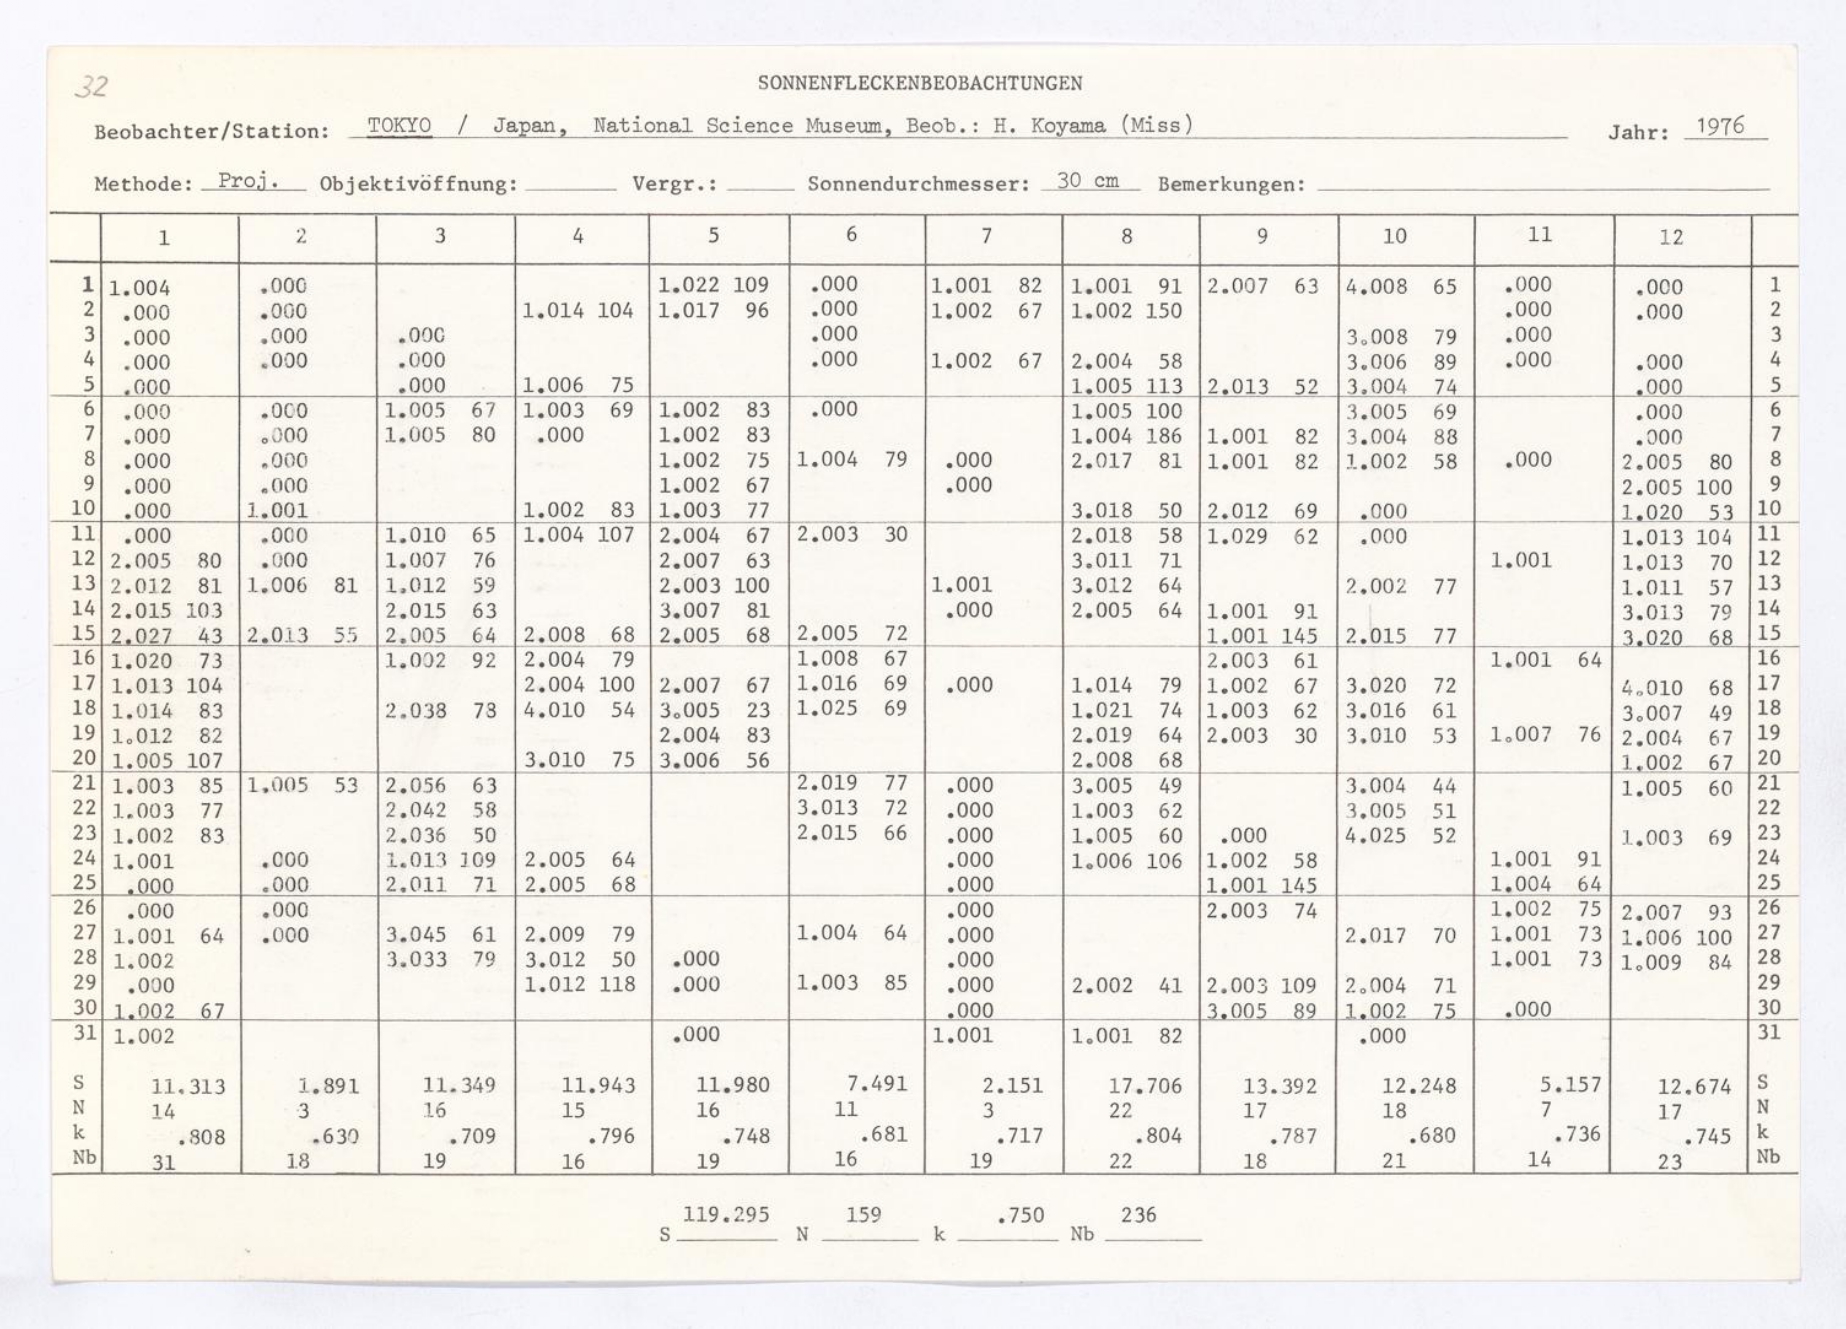 32
SONNENFLECKENBEOBACHTUNGEN
Beobachter/Station: TOKYO / Japan, National Science Museum, Beob.: H. Koyama (Miss) Jahr: 1976
Methode: Proj. Objektivöffnung: Vergr.: Sonnendurchmesser: 30 cm Bemerkungen:
1 2 3 4 5 6 7 8 9 10 11 12
1 1.004 .000 1.022 109 .000 1.001 82 1.001 91 2.007 63 4.008 65 .000 .000 1
2 .000 .000 1.014 104 1.017 96 .000 1.002 67 1.002 150 .000 .000 2
3 .000 .000 .000 .000 3.008 79 .000 3
4 .000 .000 .000 .000 1.002 67 2.004 58 3.006 89 .000 .000 4
5 .000 .000 1.006 75 1.005 113 2.013 52 3.004 74 .000 5
6 .000 .000 1.005 67 1.003 69 1.002 83 .000 1.005 100 3.005 69 .000 6
7 .000 .000 1.005 80 .000 1.002 83 1.004 186 1.001 82 3.004 88 .000 7
8 .000 .000 1.002 75 1.004 79 .000 2.017 81 1.001 82 1.002 58 .000 2.005 80 8
9 .000 .000 1.002 67 .000 2.005 100 9
10 .000 1.001 1.002 83 1.003 77 3.018 50 2.012 69 .000 1.020 53 10
11 .000 .000 1.010 65 1.004 107 2.004 67 2.003 30 2.018 58 1.029 62 .000 1.013 104 11
12 2.005 80 .000 1.007 76 2.007 63 3.011 71 1.001 1.013 70 12
13 2.012 81 1.006 81 1.012 59 2.003 100 1.001 3.012 64 2.002 77 1.011 57 13
14 2.015 103 2.015 63 3.007 81 .000 2.005 64 1.001 91 3.013 79 14
15 2.027 43 2.013 55 2.005 64 2.008 68 2.005 68 2.005 72 1.001 145 2.015 77 3.020 68 15
16 1.020 73 1.002 92 2.004 79 1.008 67 2.003 61 1.001 64 16
17 1.013 104 2.004 100 2.007 67 1.016 69 .000 1.014 79 1.002 67 3.020 72 4.010 68 17
18 1.014 83 2.038 73 4.010 54 3.005 23 1.025 69 1.021 74 1.003 62 3.016 61 3.007 49 18
19 1.012 82 2.004 83 2.019 64 2.003 30 3.010 53 1.007 76 2.004 67 19
20 1.005 107 3.010 75 3.006 56 2.008 68 1.002 67 20
21 1.003 85 1.005 53 2.056 63 2.019 77 .000 3.005 49 3.004 44 1.005 60 21
22 1.003 77 2.042 58 3.013 72 .000 1.003 62 3.005 51 22
23 1.002 83 2.036 50 2.015 66 .000 1.005 60 .000 4.025 52 1.003 69 23
24 1.001 .000 1.013 109 2.005 64 .000 1.006 106 1.002 58 1.001 91 24
25 .000 .000 2.011 71 2.005 68 .000 1.001 145 1.004 64 25
26 .000 .000 .000 2.003 74 1.002 75 2.007 93 26
27 1.001 64 .000 3.045 61 2.009 79 1.004 64 .000 2.017 70 1.001 73 1.006 100 27
28 1.002 3.033 79 3.012 50 .000 .000 1.001 73 1.009 84 28
29 .000 1.012 118 .000 1.003 85 .000 2.002 41 2.003 109 2.004 71 29
30 1.002 67 .000 3.005 89 1.002 75 .000 30
31 1.002 .000 1.001 1.001 82 .000 31
S 11.313 1.891 11.349 11.943 11.980 7.491 2.151 17.706 13.392 12.248 5.157 12.674 S
N 14 3 16 15 16 11 3 22 17 18 7 17 N
k .808 .630 .709 .796 .748 .681 .717 .804 .787 .680 .736 .745 k
Nb 31 18 19 16 19 16 19 22 18 21 14 23 Nb
S 119.295 N 159 k .750 Nb 236